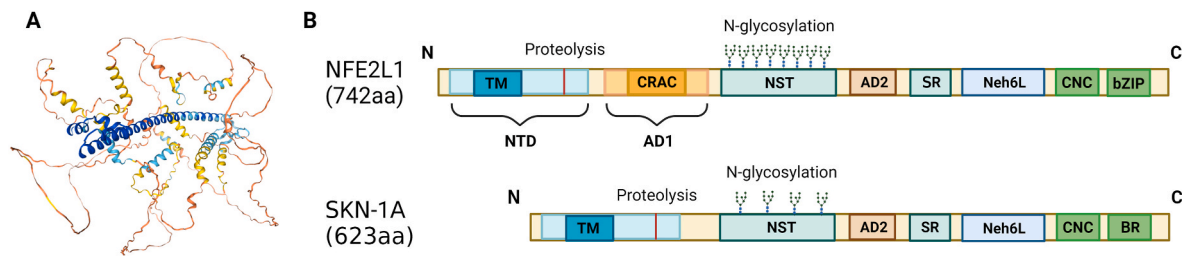 A
B
N-glycosylation
Proteolysis
N
C
NFE2L1
(742aa)
TM
CRAC
NST
AD2
SR
Neh6L
CNC
bZIP
NTD
AD1
N-glycosylation
Proteolysis
N
C
SKN-1A
(623aa)
TM
NST
AD2
SR
Neh6L
CNC
BR